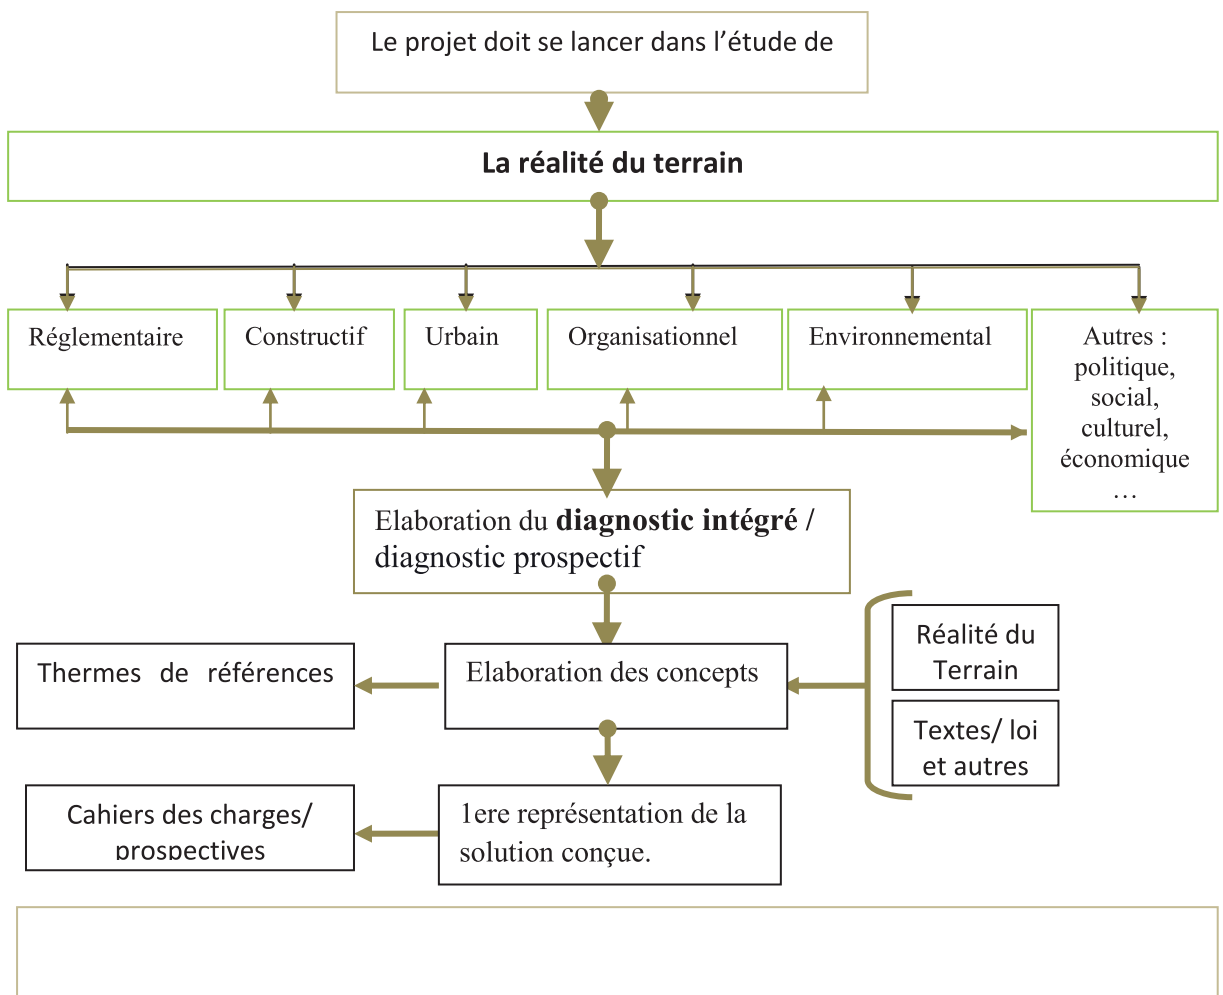 Le projet doit se lancer dans l’étude de
La réalité du terrain
Réglementaire
Constructif
Urbain
Organisationnel
Environnemental
Autres :
politique,
social,
culturel,
économique
…
Elaboration du diagnostic intégré /
diagnostic prospectif
Réalité du
Terrain
Thermes de références
Elaboration des concepts
Textes/ loi
et autres
Cahiers des charges/
prospectives
1ere représentation de la
solution conçue.